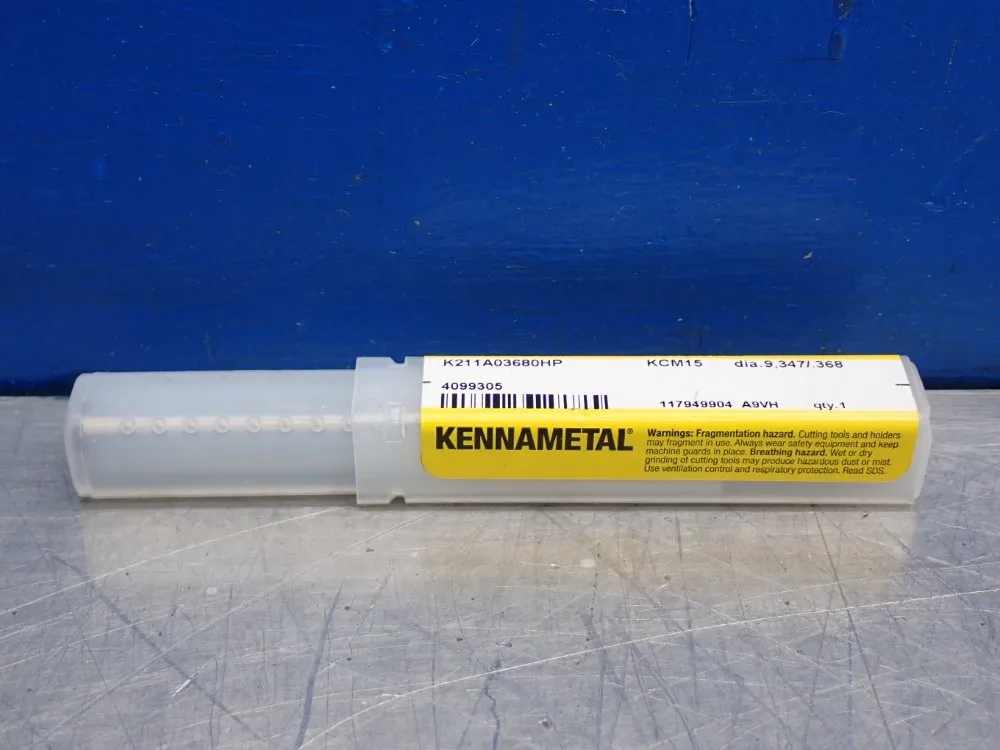 K211A03680HP KCM15 dia.9,347/.368
4099305
117949904 A9VH qty.1
KENNAMETAL®
Warnings: Fragmentation hazard. Cutting tools and holders
may fragment in use. Always wear safety equipment and keep
machine guards in place. Breathing hazard. Wet or dry
grinding of cutting tools may produce hazardous dust or mist.
Use ventilation control and respiratory protection. Read SDS.